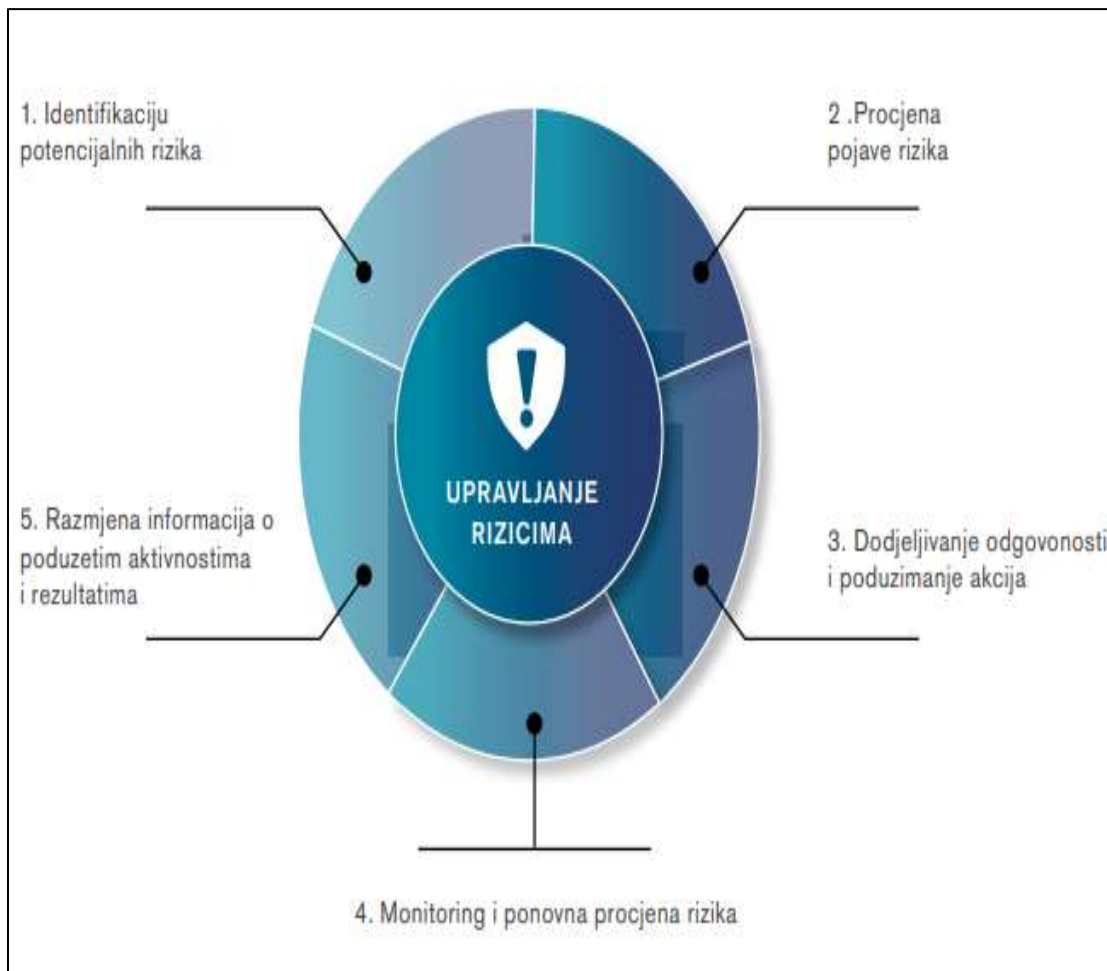 1. Identifikaciju
potencijalnih rizika
2 .Procjena
pojave rizika
UPRAVLJANJE
RIZICIMA
3. Dodjeljivanje odgovonosti
i poduzimanje akcija
4. Monitoring i ponovna procjena rizika
5. Razmjena informacija o
poduzetim aktivnostima
i rezultatima